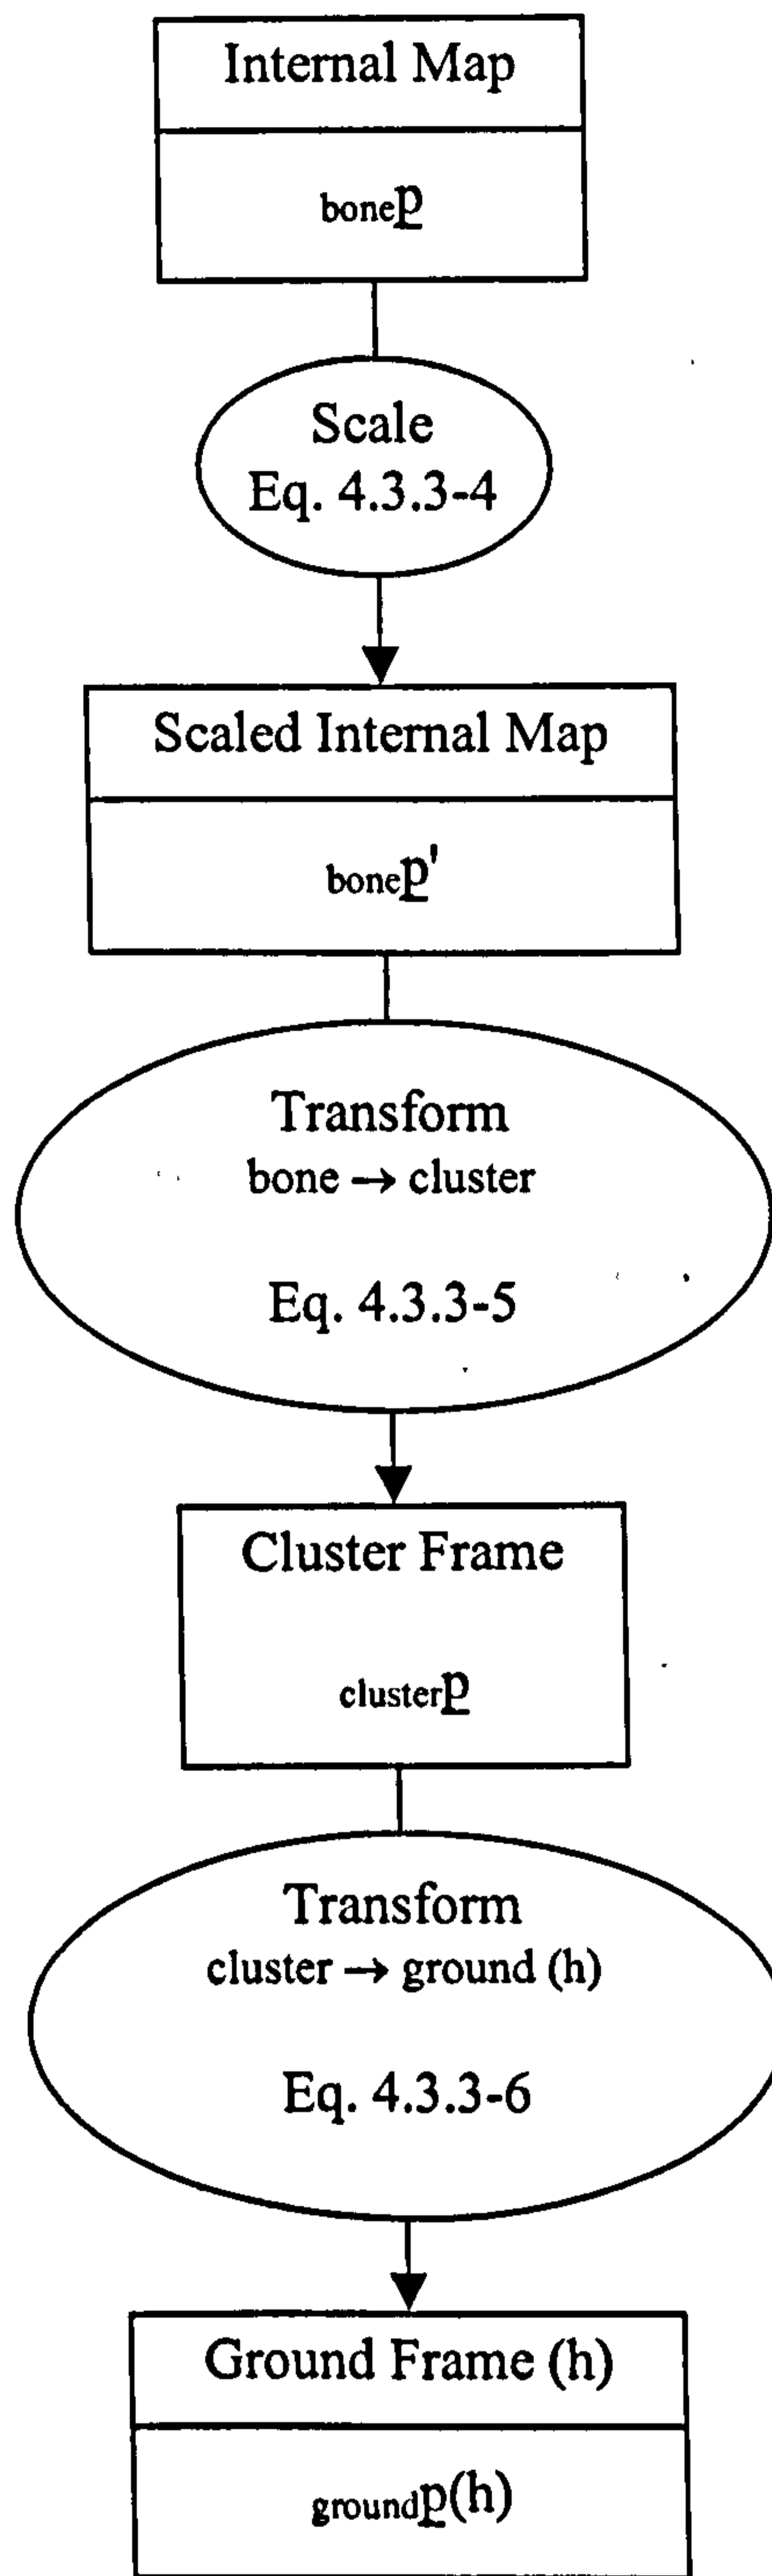 Internal Map
bonep
Scale
Eq. 4.3.3-4
Scaled Internal Map
bonep'
Transform
bone → cluster
Eq. 4.3.3-5
Cluster Frame
clusterp
Transform
cluster → ground (h)
Eq. 4.3.3-6
Ground Frame (h)
groundp(h)